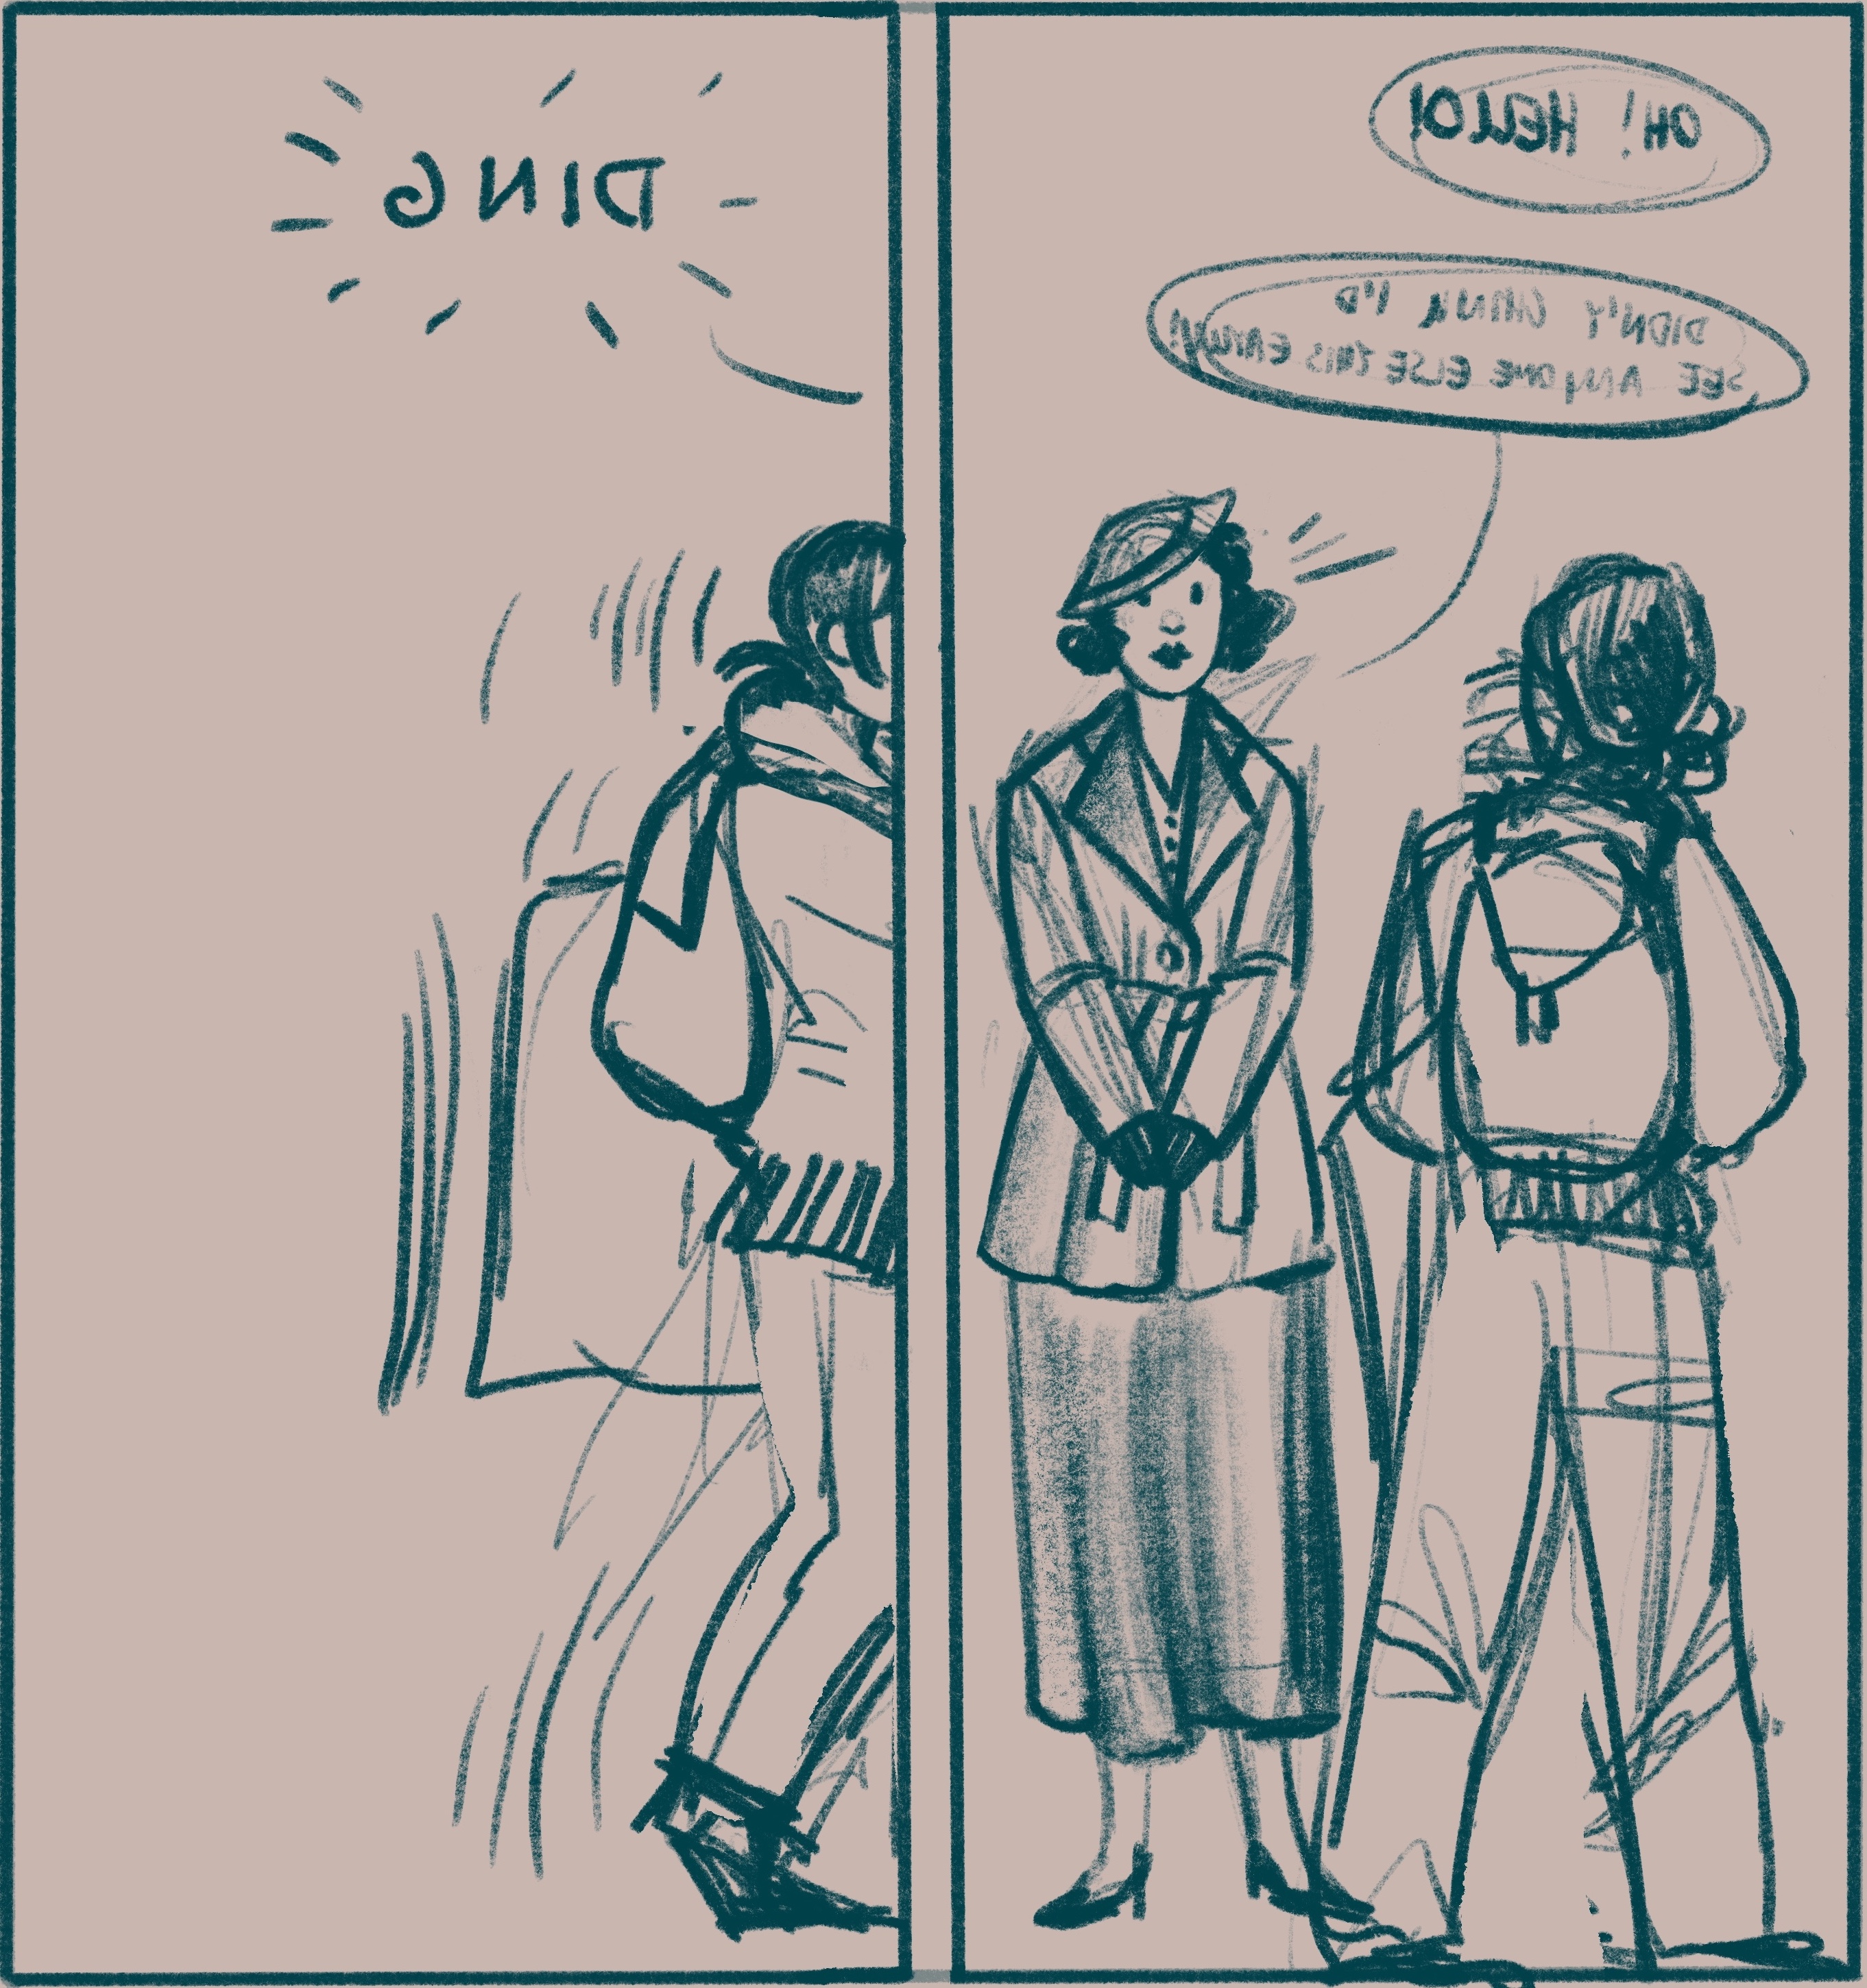 OH! HELLO!
DIDN'T THINK I'D
SEE ANYONE ELSE THIS EARLY!
DING